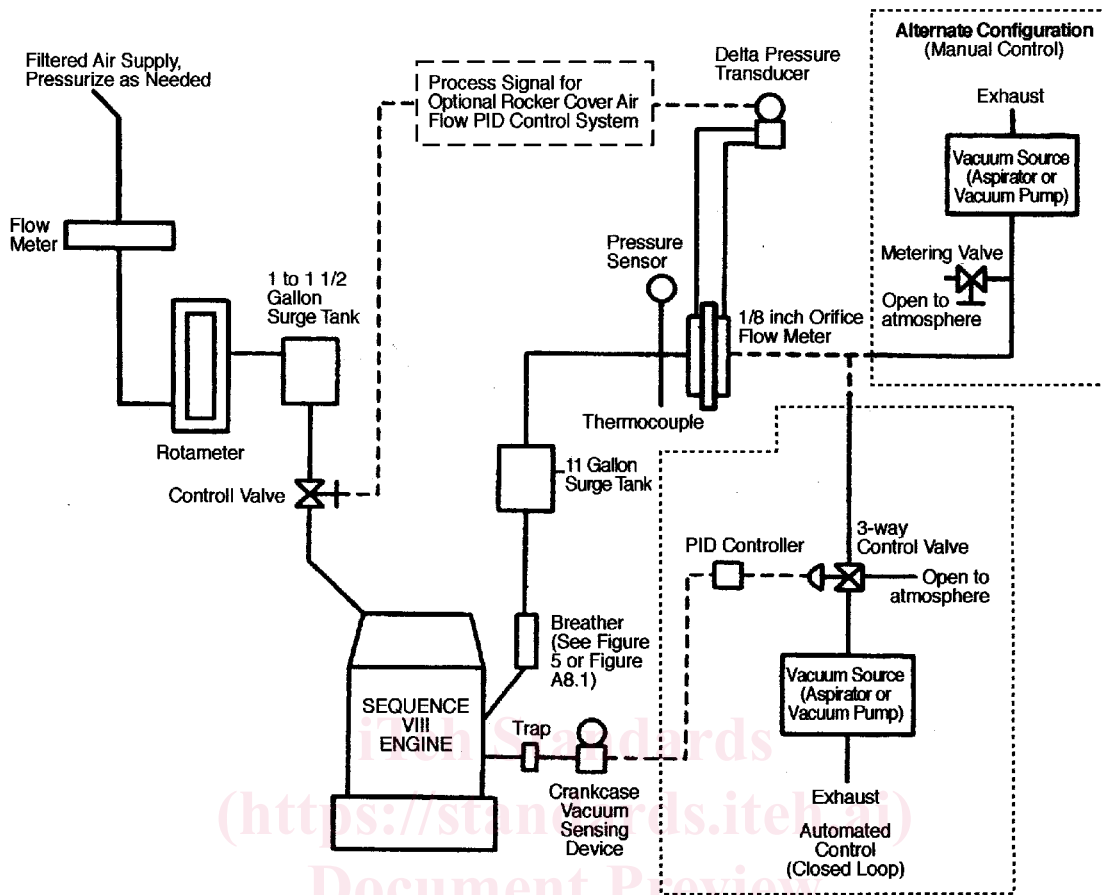 Filtered Air Supply,
Pressurize as Needed
Process Signal for
Optional Rocker Cover Air
Flow PID Control System
Delta Pressure
Transducer
Alternate Configuration
(Manual Control)
Exhaust
Vacuum Source
(Aspirator or
Vacuum Pump)
Metering Valve
Open to
atmosphere
Flow
Meter
1 to 1 1/2
Gallon
Surge Tank
Pressure
Sensor
1/8 inch Orifice
Flow Meter
Rotameter
Thermocouple
Controll Valve
11 Gallon
Surge Tank
PID Controller
3-way
Control Valve
Open to
atmosphere
Breather
(See Figure
5 or Figure
A8.1)
Vacuum Source
(Aspirator or
Vacuum Pump)
SEQUENCE
VIII
ENGINE
Trap
Crankcase
Vacuum
Sensing
Device
Exhaust
Automated
Control
(Closed Loop)
iTeh Standards
(https://standards.iteh.ai)
Document Preview